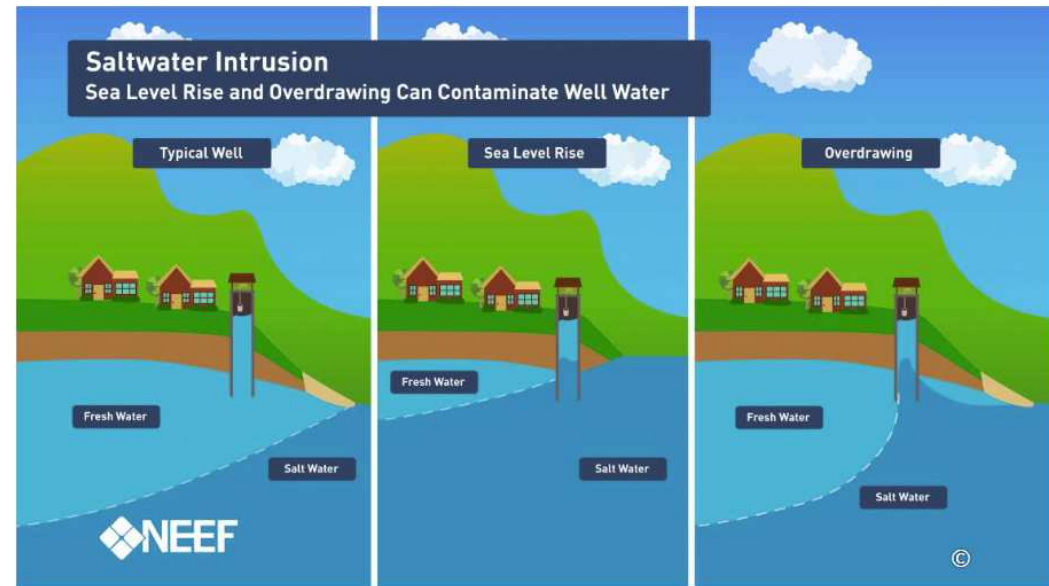 Saltwater Intrusion
Sea Level Rise and Overdrawing Can Contaminate Well Water
Typical Well
Sea Level Rise
Overdrawing
Fresh Water
Salt Water
Fresh Water
Salt Water
Fresh Water
Salt Water
NEEF
©